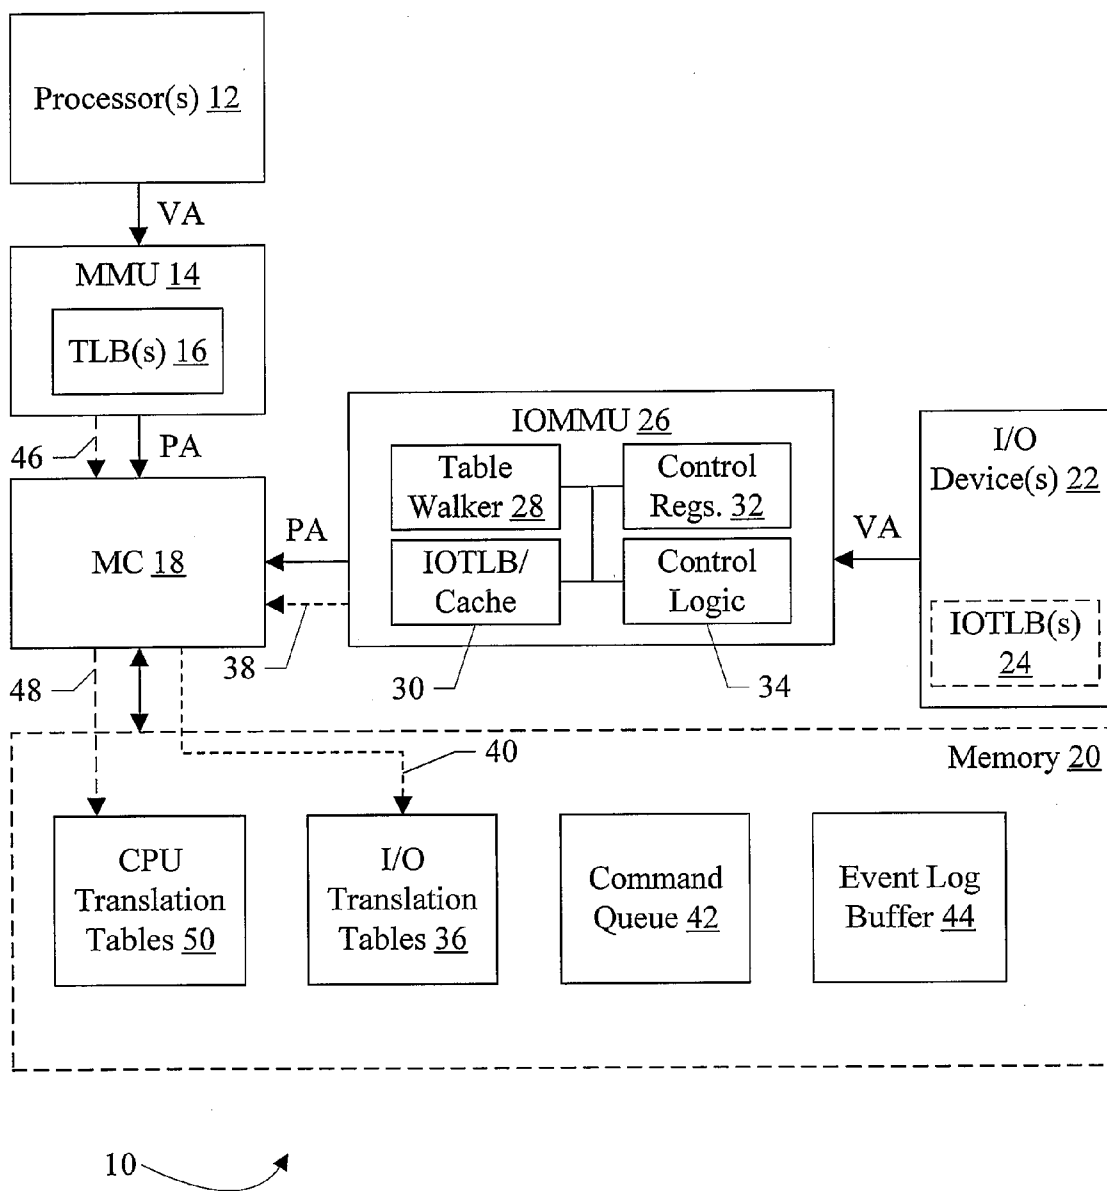 Processor(s) 12
VA
MMU 14
TLB(s) 16
46
PA
MC 18
PA
38
48
IOMMU 26
Table
Walker 28
Control
Regs. 32
IOTLB/
Cache
Control
Logic
30
34
VA
I/O
Device(s) 22
IOTLB(s)
24
Memory 20
40
CPU
Translation
Tables 50
I/O
Translation
Tables 36
Command
Queue 42
Event Log
Buffer 44
10